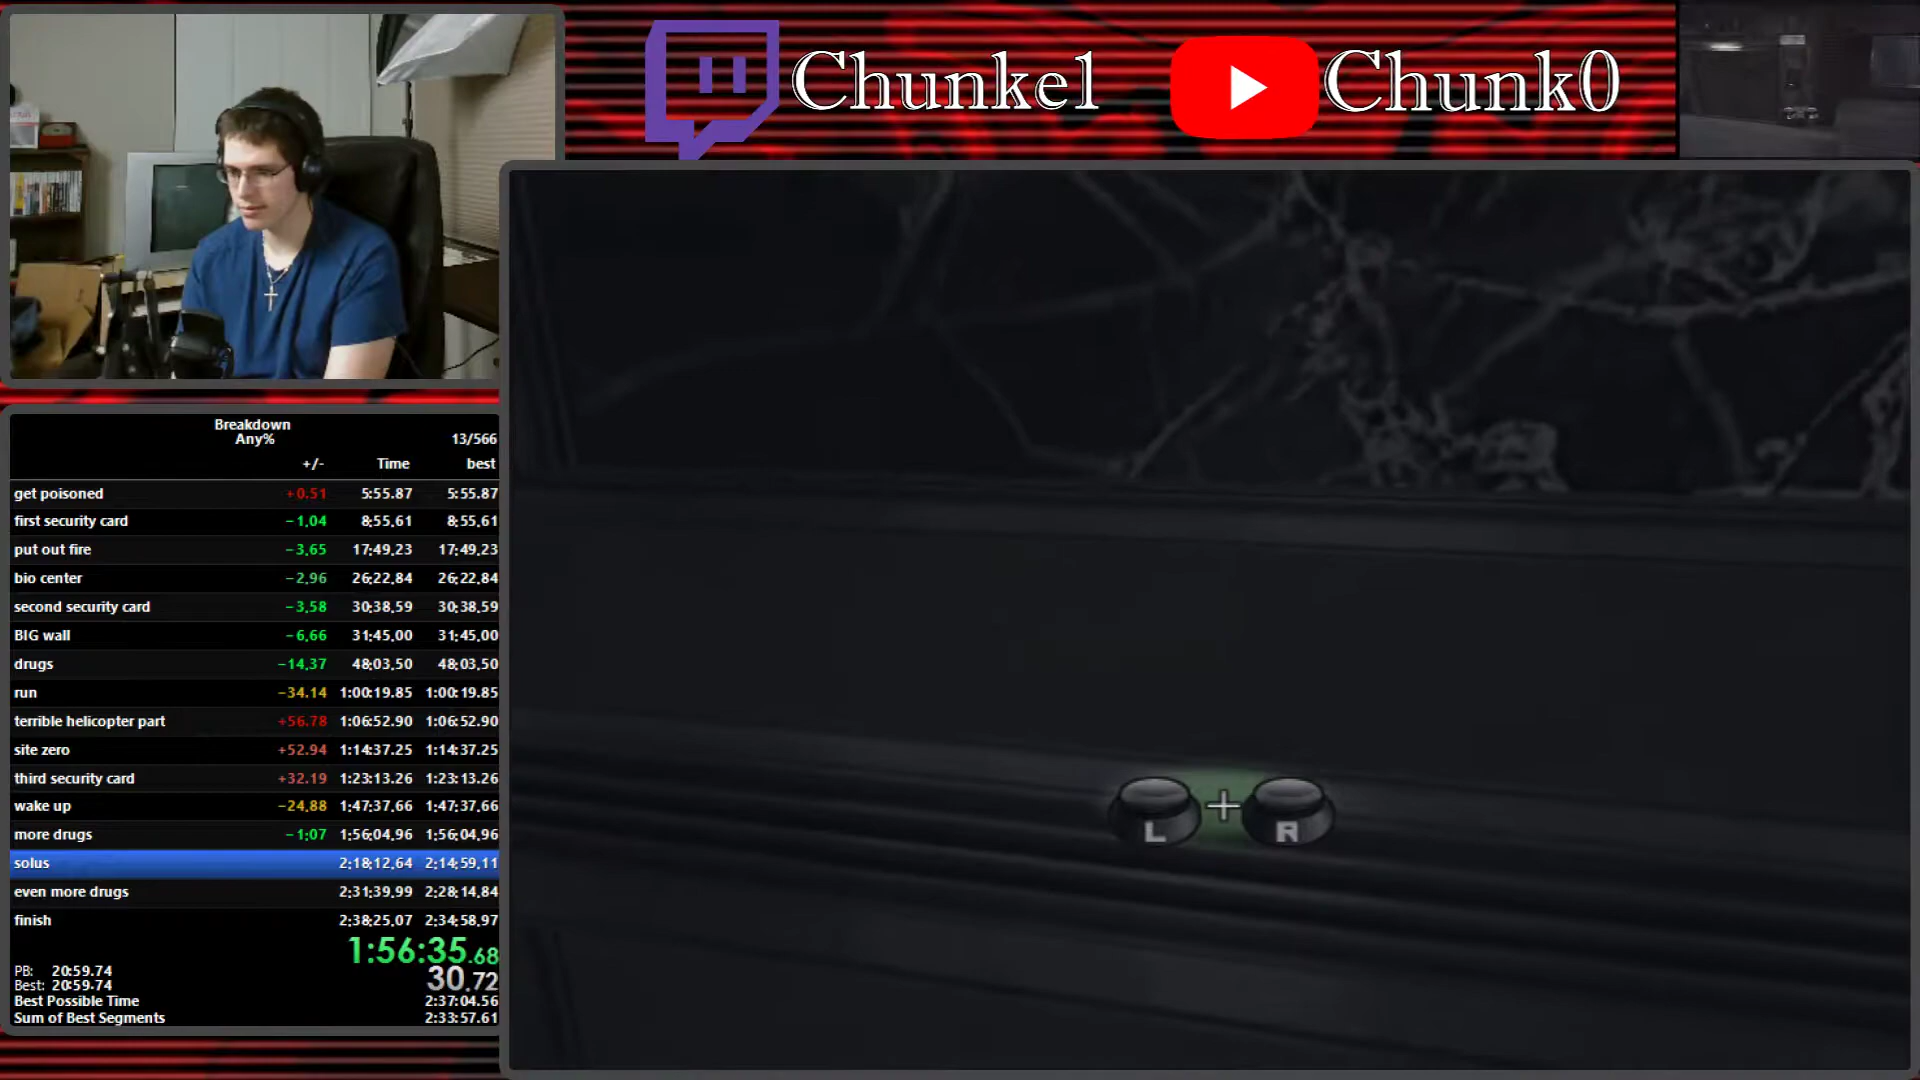 Chunke1
Chunk0
Breakdown
Any% 13/566
+/- Time best
get poisoned +0.51 5:55.87 5:55.87
first security card −1.04 8:55.61 8:55.61
put out fire −3.65 17:49.23 17:49.23
bio center −2.96 26:22.84 26:22.84
second security card −3.58 30:38.59 30:38.59
BIG wall −6.66 31:45.00 31:45.00
drugs −14.37 48:03.50 48:03.50
run −34.14 1:00:19.85 1:00:19.85
terrible helicopter part +56.78 1:06:52.90 1:06:52.90
site zero +52.94 1:14:37.25 1:14:37.25
third security card +32.19 1:23:13.26 1:23:13.26
wake up −24.88 1:47:37.66 1:47:37.66
more drugs −1:07 1:56:04.96 1:56:04.96
solus 2:18:12.64 2:14:59.11
even more drugs 2:31:39.99 2:28:14.84
finish 2:38:25.07 2:34:58.97
1:56:35.68
PB: 20:59.74 30.72
Best: 20:59.74
Best Possible Time 2:37:04.56
Sum of Best Segments 2:33:57.61
L + R